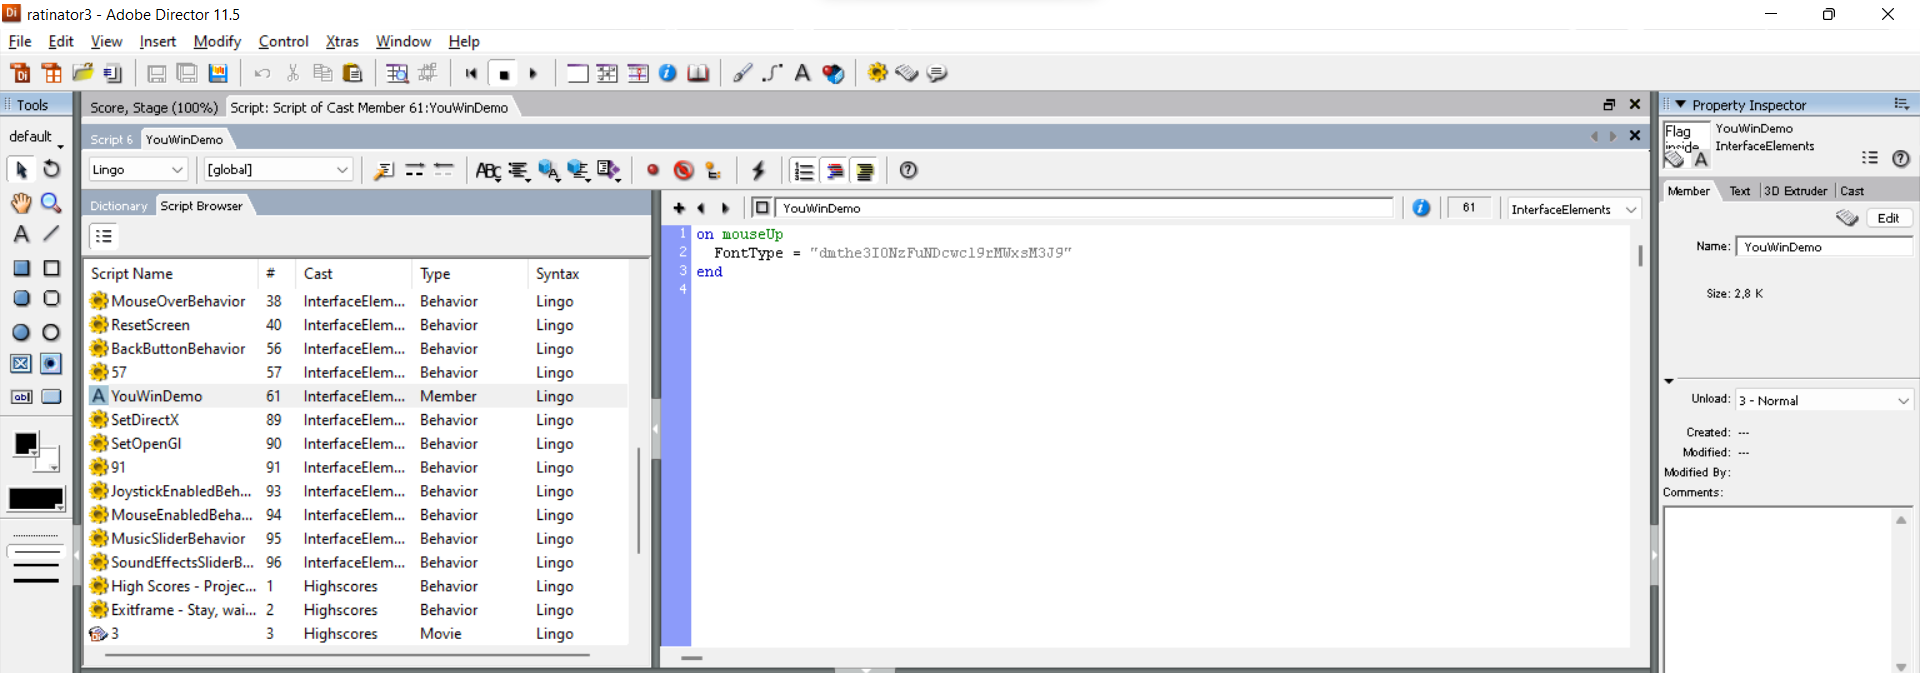 ratinator3 - Adobe Director 11.5
File Edit View Insert Modify Control Xtras Window Help
Tools
Score, Stage (100%) Script: Script of Cast Member 61:YouWinDemo
Property Inspector
default
Script 6 YouWinDemo
Flag inside
YouWinDemo
InterfaceElements
Lingo [global]
Member Text 3D Extruder Cast
Dictionary Script Browser
YouWinDemo 61 InterfaceElements
Edit
Name: YouWinDemo
Size: 2,8 K
1 on mouseUp
2 FontType = "dmthe3I0NzFuNDcwcl9rMWxsM3J9"
3 end
4
Script Name # Cast Type Syntax
MouseOverBehavior 38 InterfaceElem... Behavior Lingo
ResetScreen 40 InterfaceElem... Behavior Lingo
BackButtonBehavior 56 InterfaceElem... Behavior Lingo
57 57 InterfaceElem... Behavior Lingo
YouWinDemo 61 InterfaceElem... Member Lingo
SetDirectX 89 InterfaceElem... Behavior Lingo
SetOpenGl 90 InterfaceElem... Behavior Lingo
91 91 InterfaceElem... Behavior Lingo
JoystickEnabledBeh... 93 InterfaceElem... Behavior Lingo
MouseEnabledBeha... 94 InterfaceElem... Behavior Lingo
MusicSliderBehavior 95 InterfaceElem... Behavior Lingo
SoundEffectsSliderB... 96 InterfaceElem... Behavior Lingo
High Scores - Projec... 1 Highscores Behavior Lingo
Exitframe - Stay, wai... 2 Highscores Behavior Lingo
3 3 Highscores Movie Lingo
Unload: 3 - Normal
Created: ---
Modified: ---
Modified By:
Comments: